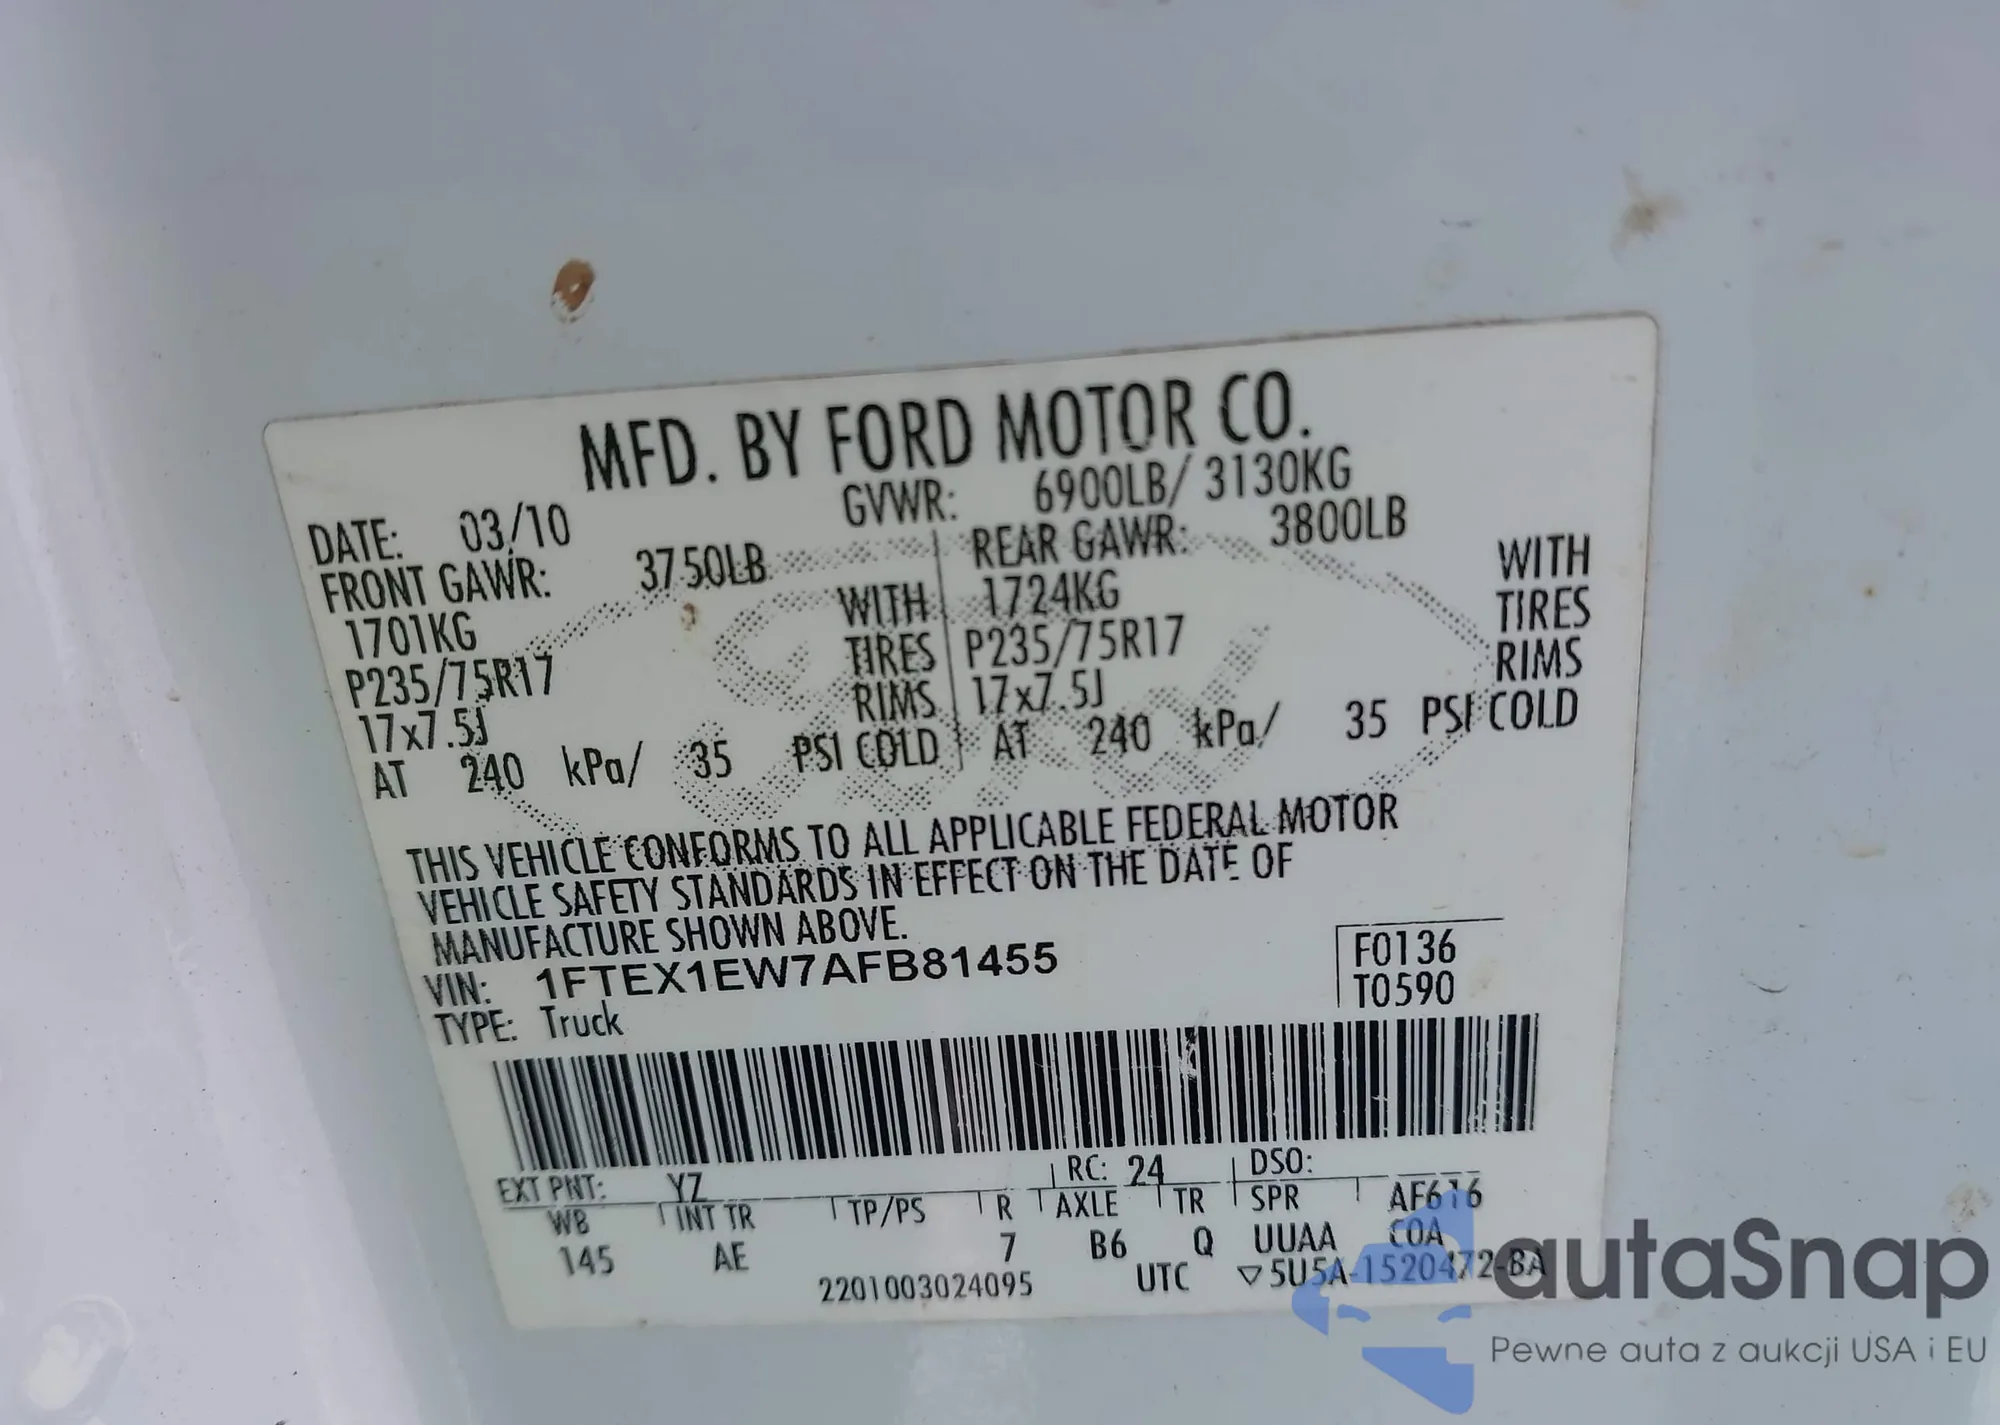 MFD. BY FORD MOTOR CO.
DATE: 03/10 GVWR: 6900LB/ 3130KG
FRONT GAWR: 3750LB REAR GAWR: 3800LB
1701KG WITH 1724KG WITH
P235/75R17 TIRES P235/75R17 TIRES
17x7.5J RIMS 17x7.5J RIMS
AT 240 kPa/ 35 PSI COLD AT 240 kPa/ 35 PSI COLD
THIS VEHICLE CONFORMS TO ALL APPLICABLE FEDERAL MOTOR
VEHICLE SAFETY STANDARDS IN EFFECT ON THE DATE OF
MANUFACTURE SHOWN ABOVE.
VIN: 1FTEX1EW7AFB81455
TYPE: Truck
F0136
T0590
EXT PNT: YZ RC: 24 DSO:
WB INT TR TP/PS R AXLE TR SPR AF616
145 AE 7 B6 Q UUAA COA
2201003024095 UTC ▽5U5A-1520472-BA
autaSnap
Pewne auta z aukcji USA i EU